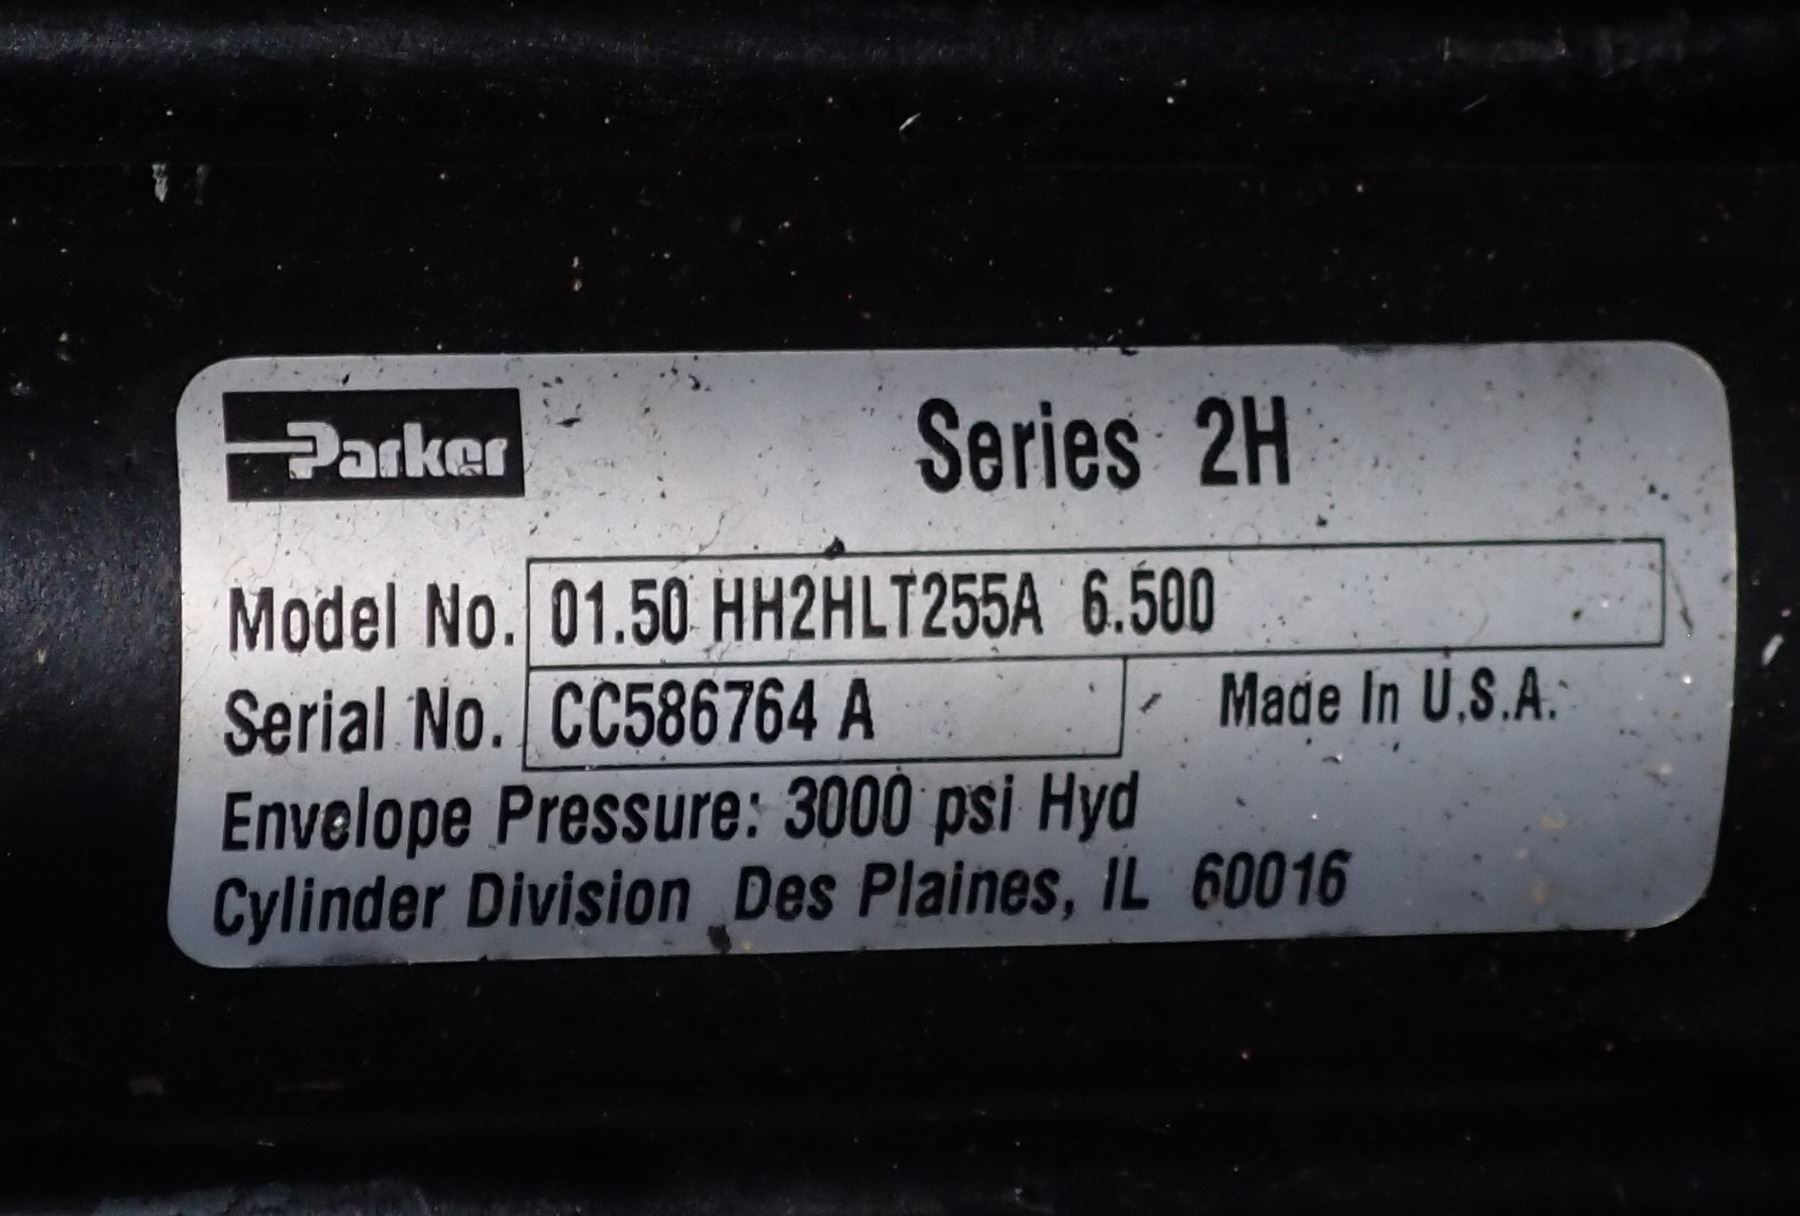 Parker
Series 2H
Model No. 01.50 HH2HLT255A 6.500
Serial No. CC586764 A Made In U.S.A.
Envelope Pressure: 3000 psi Hyd
Cylinder Division Des Plaines, IL 60016